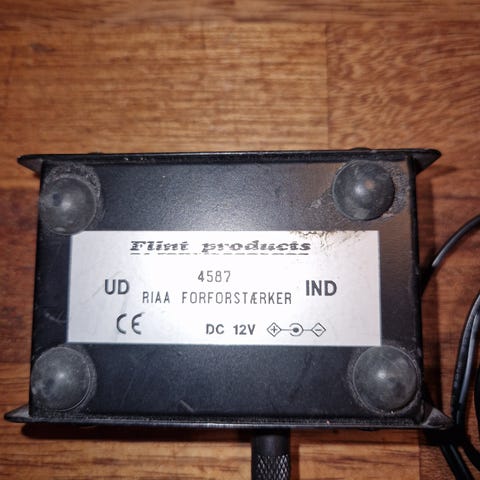 Flint products
4587
UD RIAA FORFORSTÆRKER IND
CE DC 12V + -